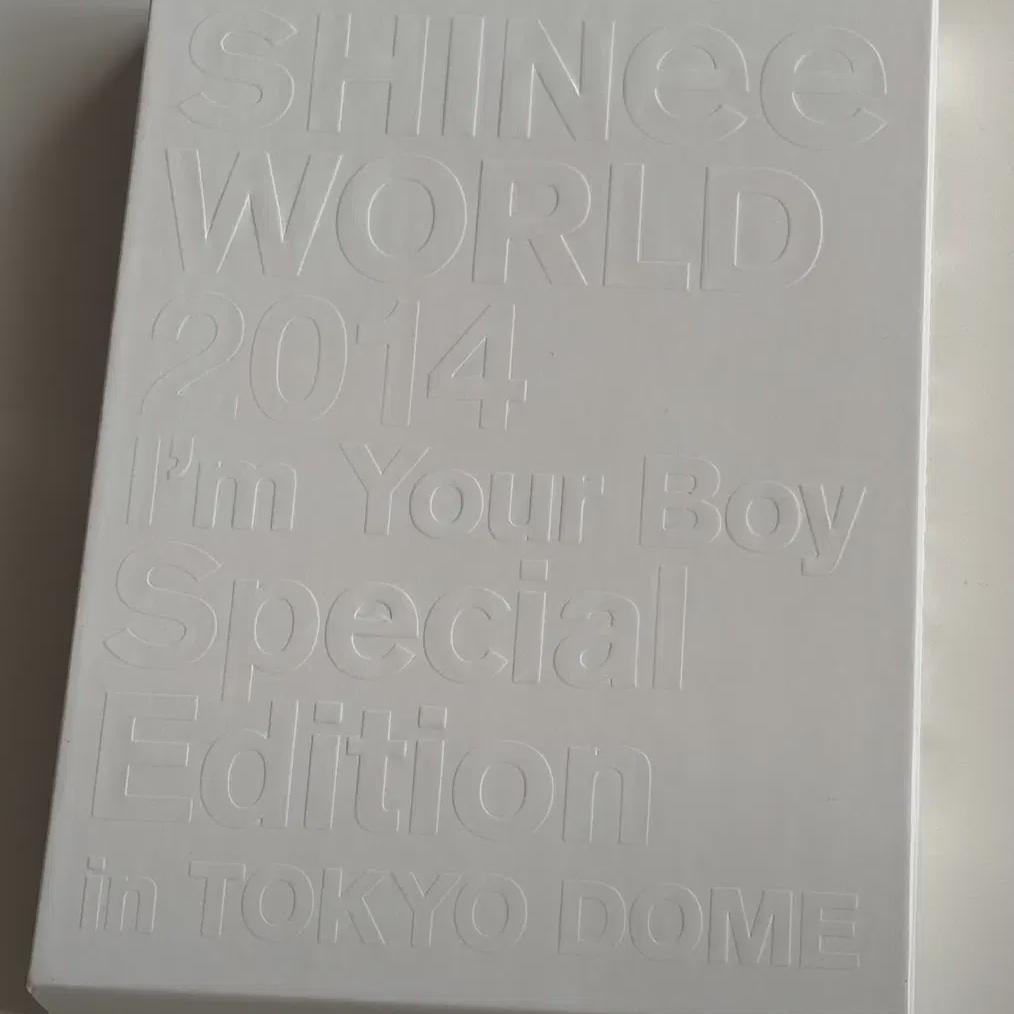 SHINee
WORLD
2014
I'm Your Boy
Special
Edition
in TOKYO DOME